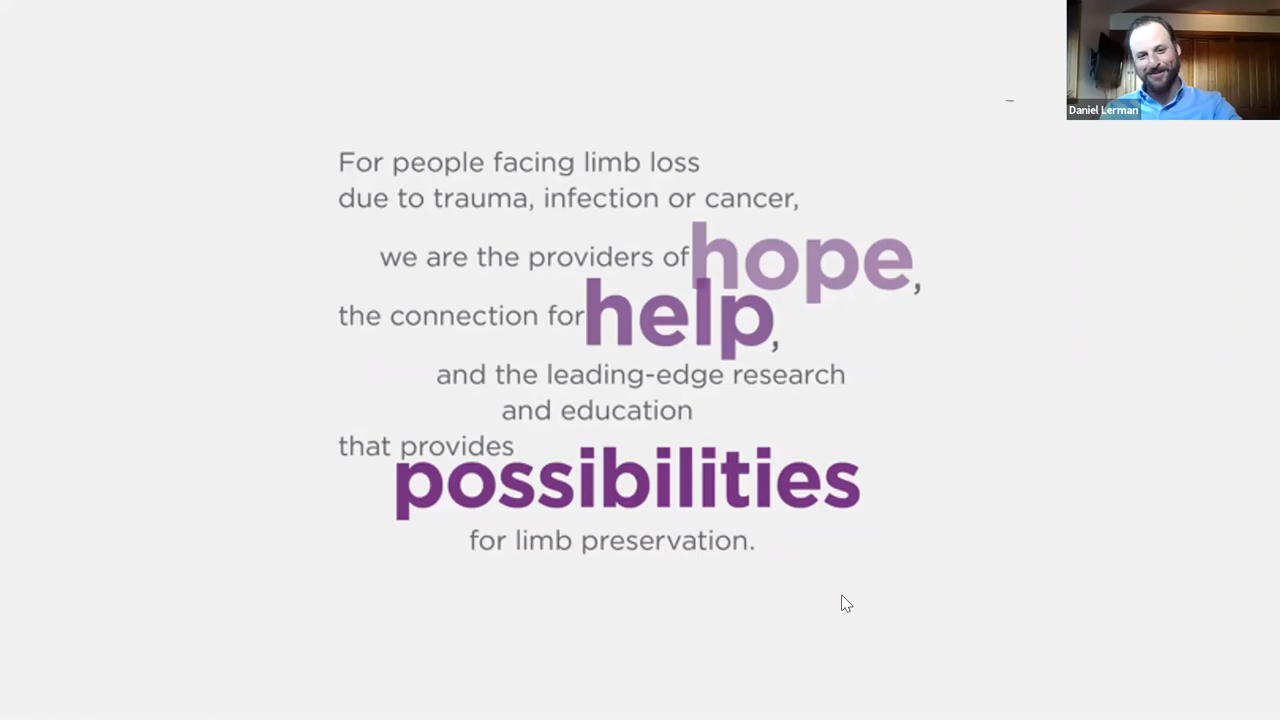 Daniel Lerman
For people facing limb loss
due to trauma, infection or cancer,
we are the providers of hope,
the connection for help,
and the leading-edge research
and education
that provides
possibilities
for limb preservation.